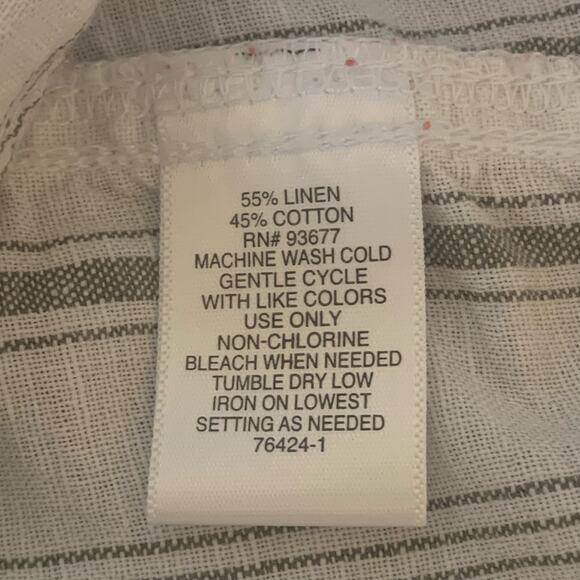 55% LINEN
45% COTTON
RN# 93677
MACHINE WASH COLD
GENTLE CYCLE
WITH LIKE COLORS
USE ONLY
NON-CHLORINE
BLEACH WHEN NEEDED
TUMBLE DRY LOW
IRON ON LOWEST
SETTING AS NEEDED
76424-1